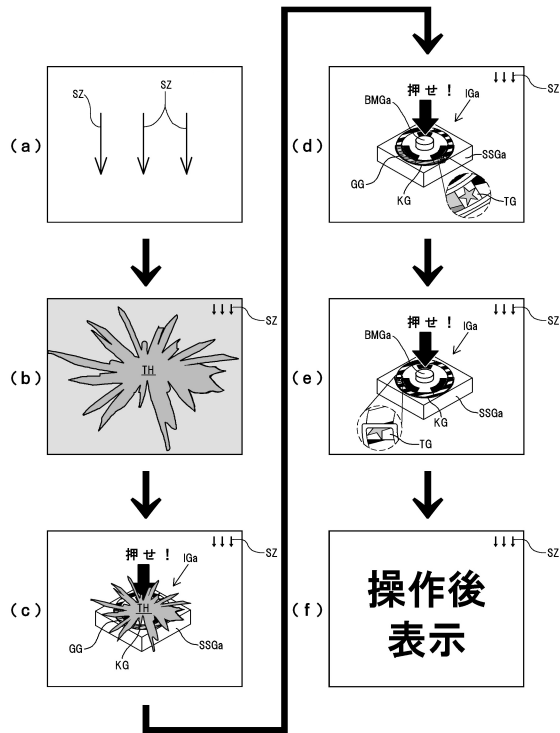 (a)
SZ
SZ
(b)
TH
SZ
(c)
押せ！
IGa
SZ
TH
GG
KG
SSGa
(d)
押せ！
BMGa
IGa
SZ
SSGa
GG
KG
TG
(e)
押せ！
BMGa
IGa
SZ
SSGa
KG
TG
(f)
SZ
操作後
表示